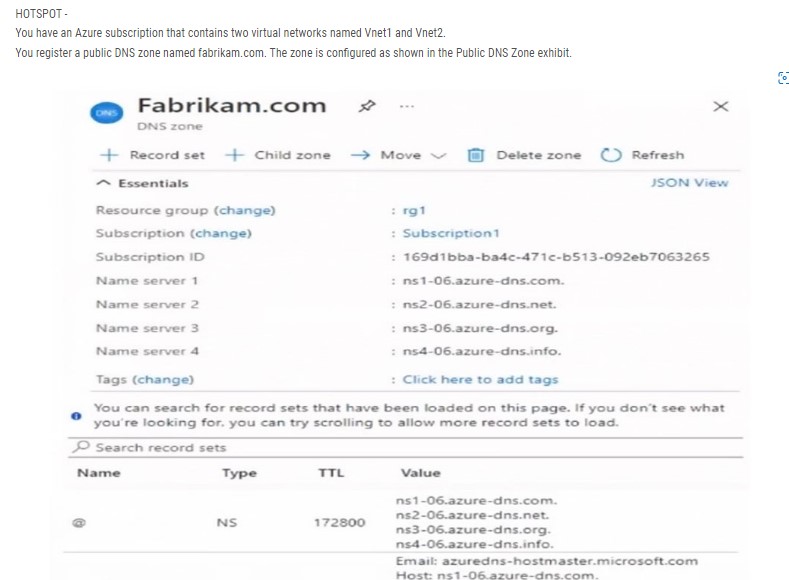 HOTSPOT -
You have an Azure subscription that contains two virtual networks named Vnet1 and Vnet2.
You register a public DNS zone named fabrikam.com. The zone is configured as shown in the Public DNS Zone exhibit.
DNS Fabrikam.com ...
DNS zone
+ Record set + Child zone → Move Delete zone Refresh
Essentials JSON View
Resource group (change) : rg1
Subscription (change) : Subscription1
Subscription ID : 169d1bba-ba4c-471c-b513-092eb7063265
Name server 1 : ns1-06.azure-dns.com.
Name server 2 : ns2-06.azure-dns.net.
Name server 3 : ns3-06.azure-dns.org.
Name server 4 : ns4-06.azure-dns.info.
Tags (change) : Click here to add tags
You can search for record sets that have been loaded on this page. If you don't see what
you're looking for, you can try scrolling to allow more record sets to load.
Search record sets
Name Type TTL Value
ns1-06.azure-dns.com.
ns2-06.azure-dns.net.
@ NS 172800
ns3-06.azure-dns.org.
ns4-06.azure-dns.info.
Email: azuredns-hostmaster.microsoft.com
Host: ns1-06.azure-dns.com.